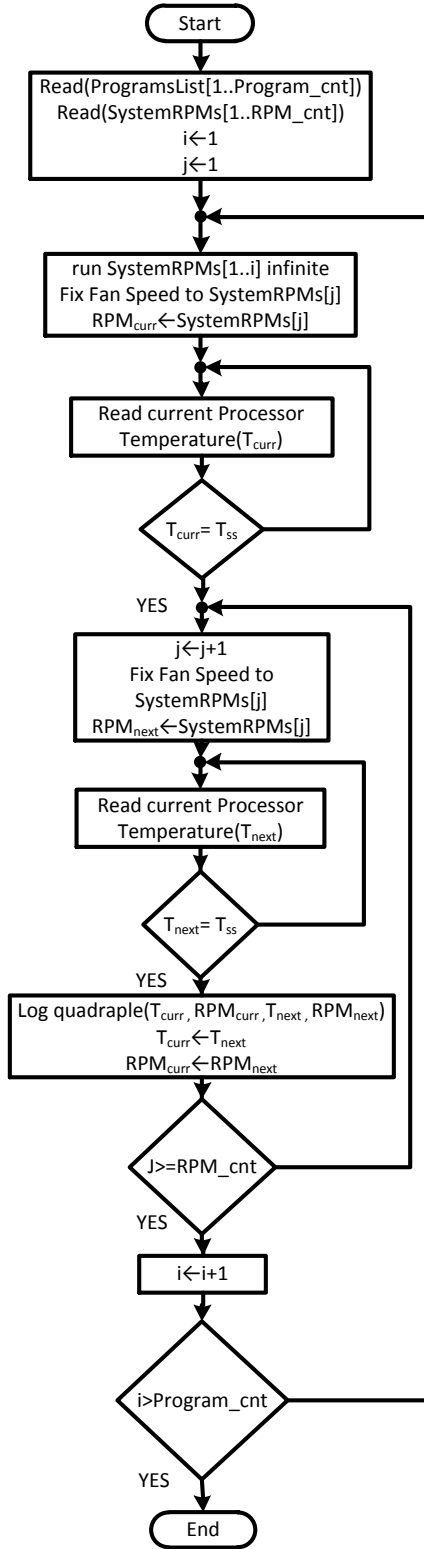 Start
Read(ProgramsList[1..Program_cnt])
Read(SystemRPMs[1..RPM_cnt])
i←1
j←1
run SystemRPMs[1..i] infinite
Fix Fan Speed to SystemRPMs[j]
RPMcurr←SystemRPMs[j]
Read current Processor
Temperature(Tcurr)
Tcurr= Tss
YES
j←j+1
Fix Fan Speed to
SystemRPMs[j]
RPMnext←SystemRPMs[j]
Read current Processor
Temperature(Tnext)
Tnext= Tss
YES
Log quadraple(Tcurr, RPMcurr,Tnext, RPMnext)
Tcurr←Tnext
RPMcurr←RPMnext
J>=RPM_cnt
YES
i←i+1
i>Program_cnt
YES
End